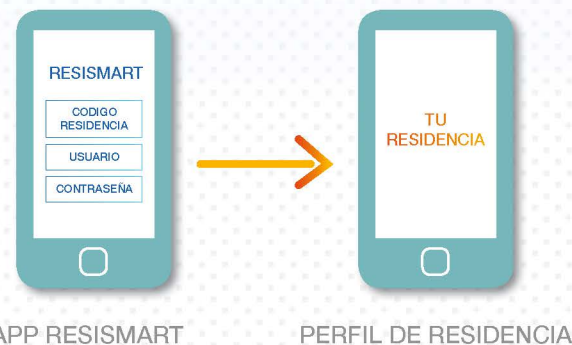 RESISMART
CODIGO
RESIDENCIA
USUARIO
CONTRASEÑA
TU
RESIDENCIA
APP RESISMART
PERFIL DE RESIDENCIA